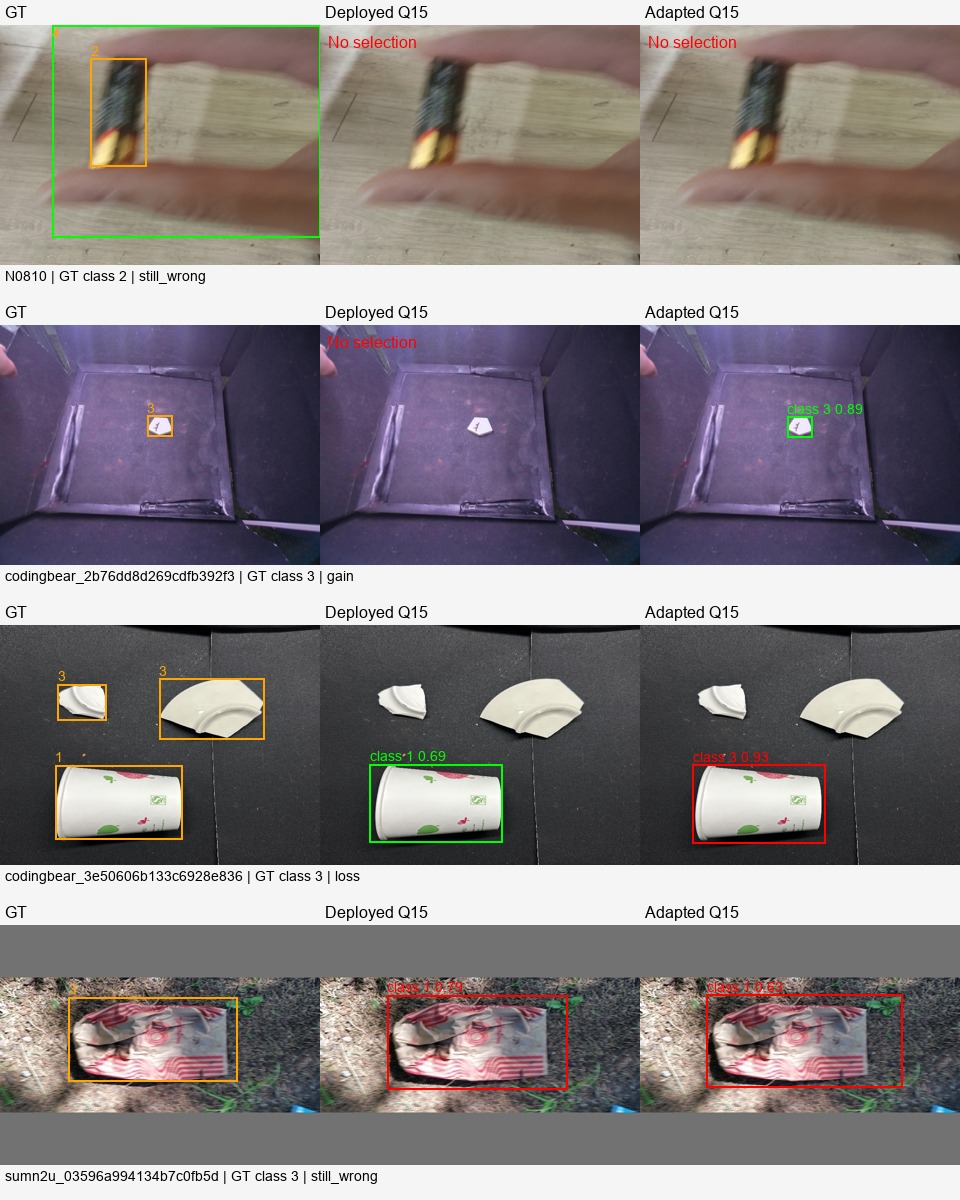 GT Deployed Q15 Adapted Q15
2
No selection No selection
N0810 | GT class 2 | still_wrong
GT Deployed Q15 Adapted Q15
No selection
3
class 3 0.89
codingbear_2b76dd8d269cdfb392f3 | GT class 3 | gain
GT Deployed Q15 Adapted Q15
3 3
1 class 1 0.69 class 3 0.93
codingbear_3e50606b133c6928e836 | GT class 3 | loss
GT Deployed Q15 Adapted Q15
class 1 0.79 class 1 0.63
sumn2u_03596a994134b7c0fb5d | GT class 3 | still_wrong